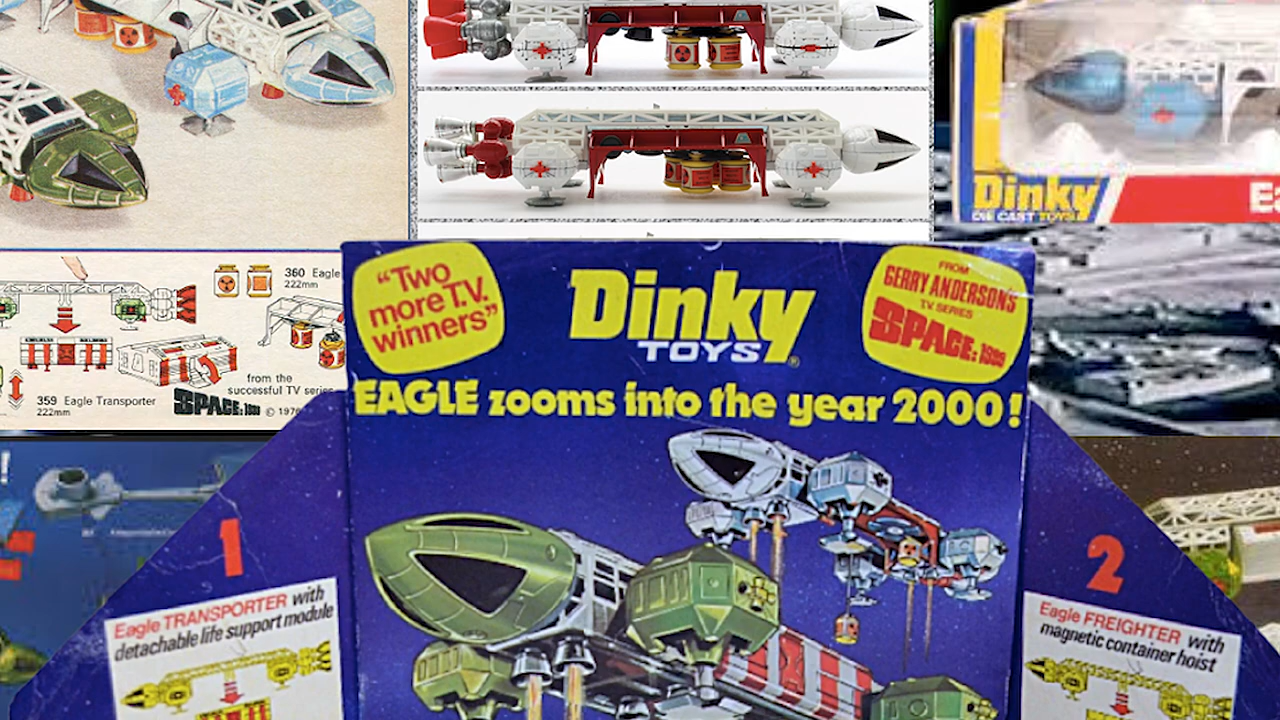 360 Eagle
222mm
from the
successful TV series
359 Eagle Transporter
222mm
SPACE: 1999
© 1976
Dinky
DIE CAST TOYS
"Two
more T.V.
winners"
Dinky
TOYS
FROM
GERRY ANDERSON'S
TV. SERIES
SPACE: 1999
EAGLE zooms into the year 2000!
1
Eagle TRANSPORTER with
detachable life support module
2
Eagle FREIGHTER with
magnetic container hoist